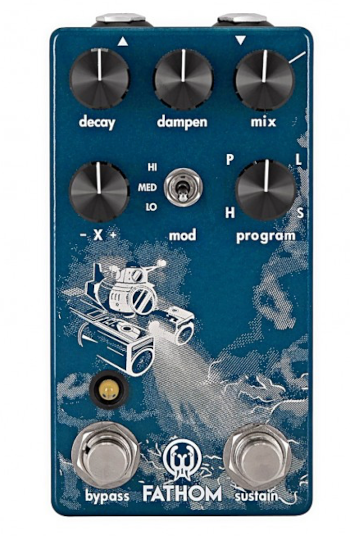 decay dampen mix
HI
MED
LO
P L
H S
- X + mod program
bypass FATHOM sustain